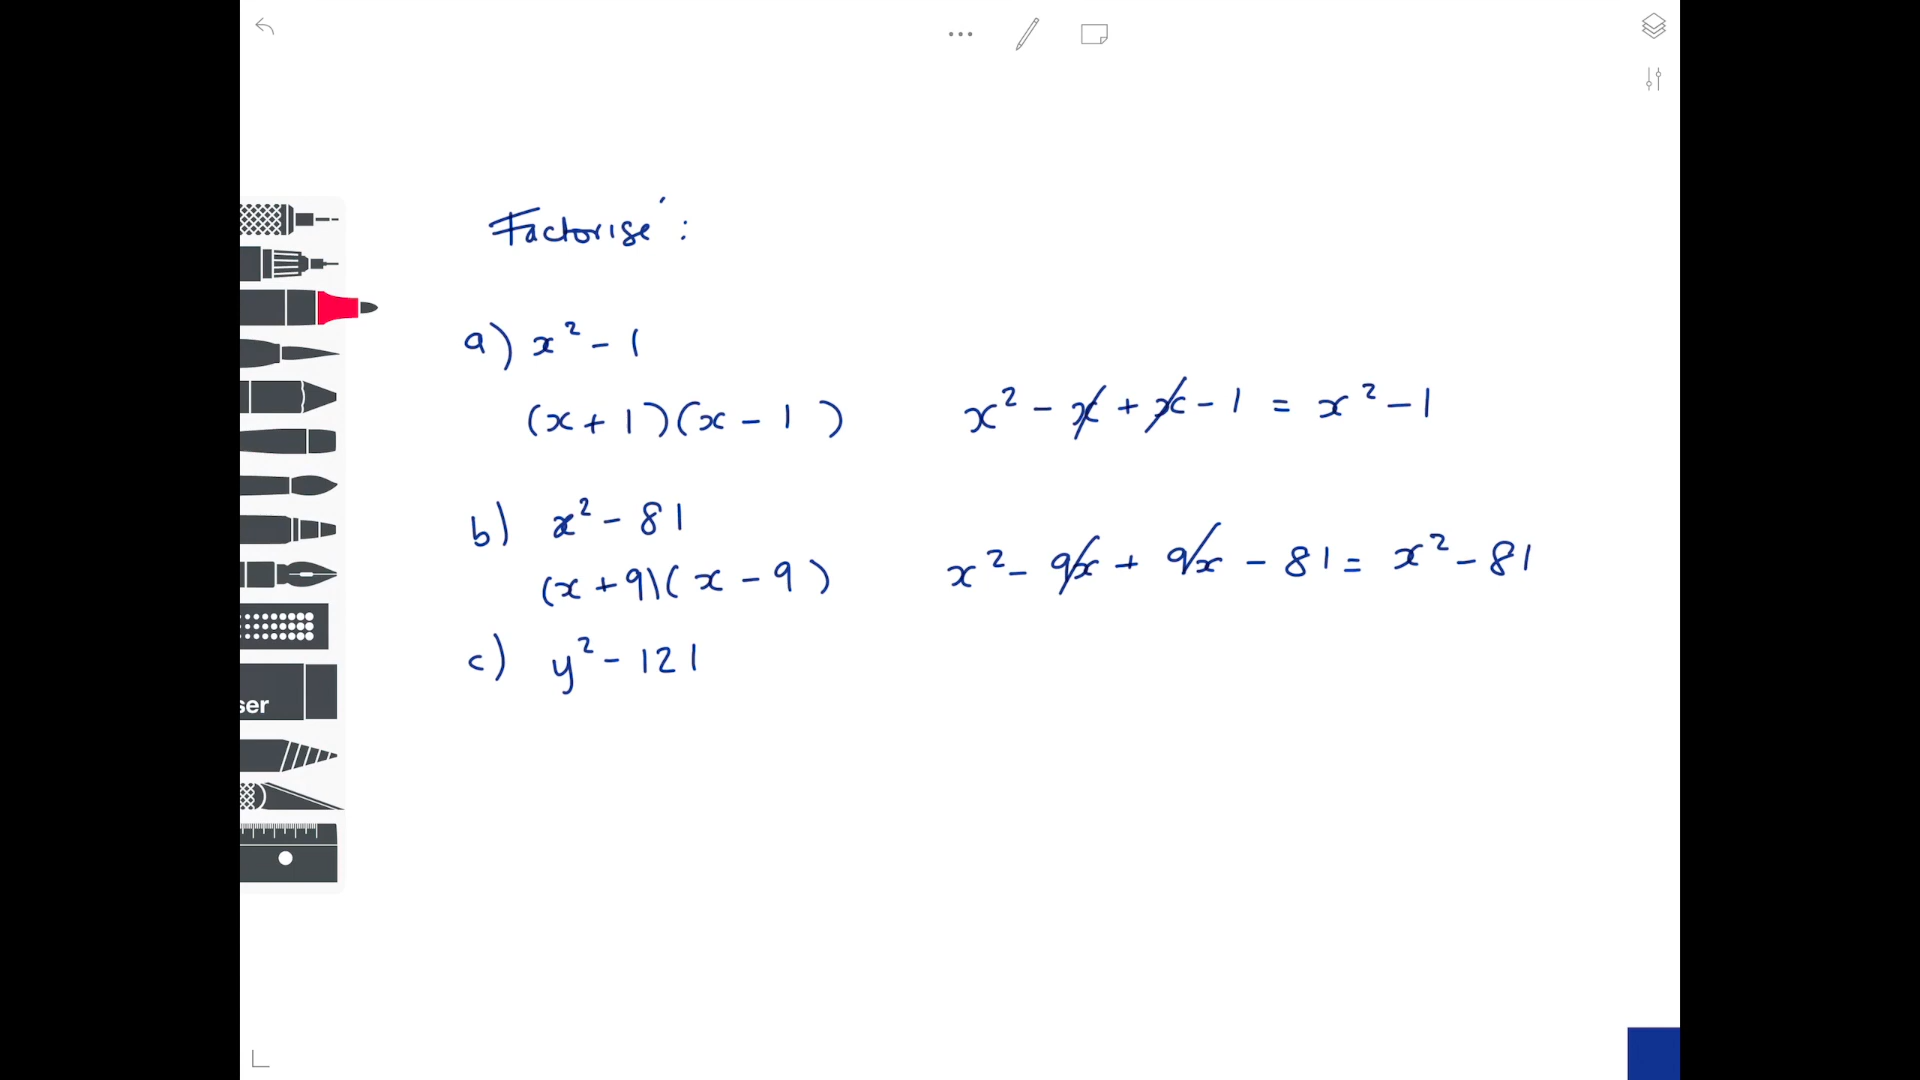 Factorise :
a) x² - 1
(x + 1)(x - 1)
x² - x + x - 1 = x² - 1
b) x² - 81
(x + 9)(x - 9)
x² - 9x + 9x - 81 = x² - 81
c) y² - 121
ser